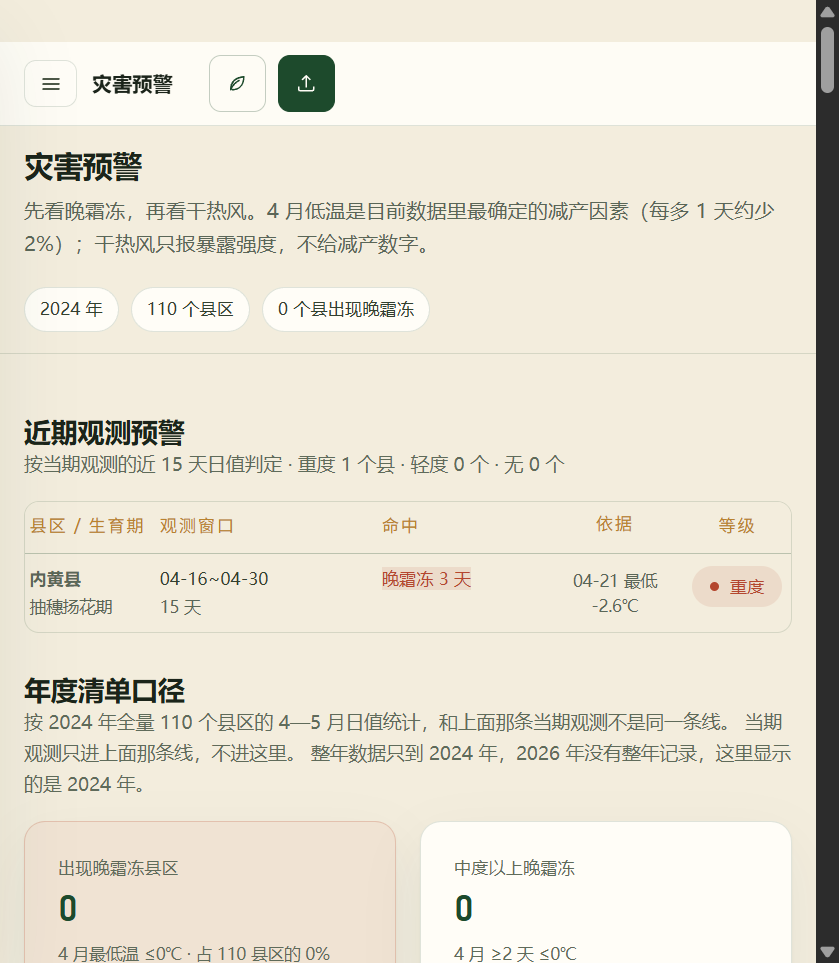 灾害预警
灾害预警
先看晚霜冻，再看干热风。4 月低温是目前数据里最确定的减产因素（每多 1 天约少
2%）；干热风只报暴露强度，不给减产数字。
2024 年
110 个县区
0 个县出现晚霜冻
近期观测预警
按当期观测的近 15 天日值判定 · 重度 1 个县 · 轻度 0 个 · 无 0 个
县区 / 生育期 观测窗口 命中 依据 等级
内黄县 04-16~04-30 晚霜冻 3 天 04-21 最低 重度
抽穗扬花期 15 天 -2.6℃
年度清单口径
按 2024 年全量 110 个县区的 4—5 月日值统计，和上面那条当期观测不是同一条线。 当期
观测只进上面那条线，不进这里。 整年数据只到 2024 年，2026 年没有整年记录，这里显示
的是 2024 年。
出现晚霜冻县区
0
4 月最低温 ≤0℃ · 占 110 县区的 0%
中度以上晚霜冻
0
4 月 ≥2 天 ≤0℃